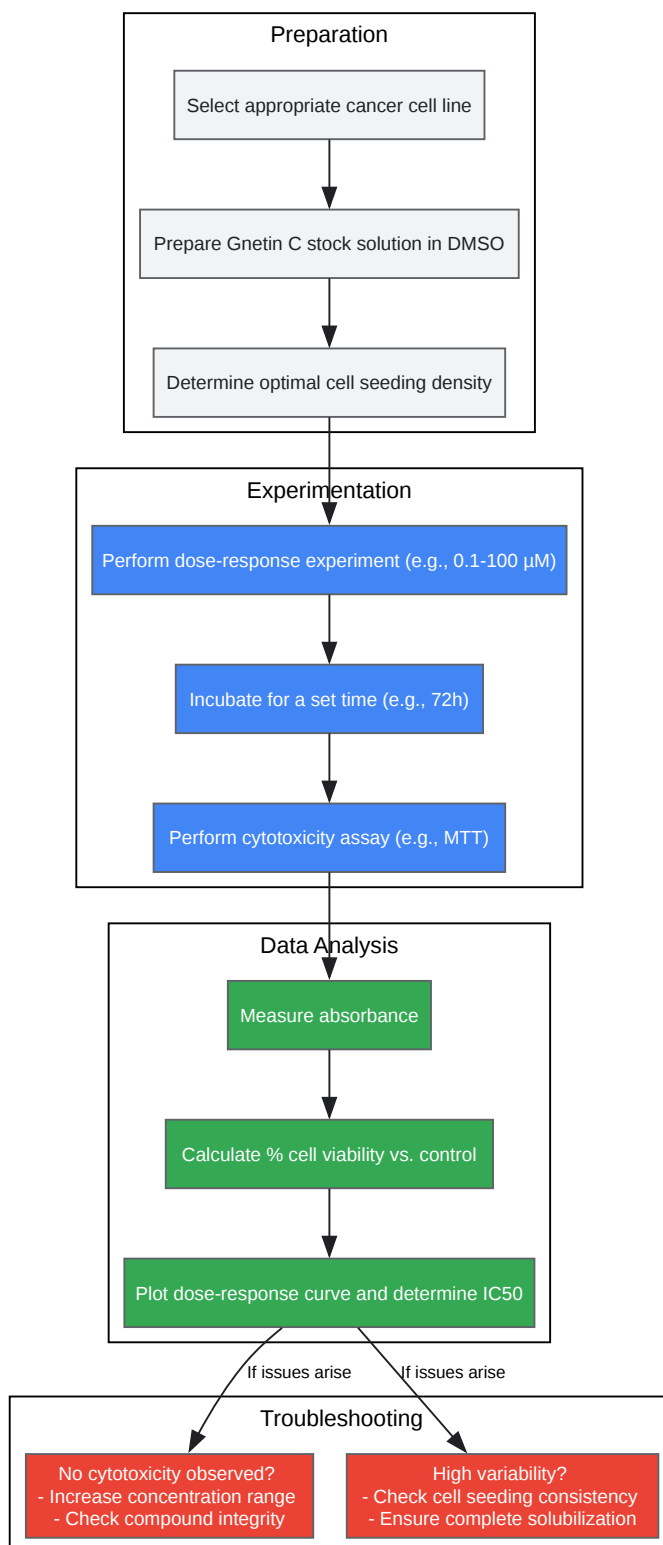 Preparation
Select appropriate cancer cell line
Prepare Gnetin C stock solution in DMSO
Determine optimal cell seeding density
Experimentation
Perform dose-response experiment (e.g., 0.1-100 µM)
Incubate for a set time (e.g., 72h)
Perform cytotoxicity assay (e.g., MTT)
Data Analysis
Measure absorbance
Calculate % cell viability vs. control
Plot dose-response curve and determine IC50
If issues arise
If issues arise
Troubleshooting
No cytotoxicity observed?
- Increase concentration range
- Check compound integrity
High variability?
- Check cell seeding consistency
- Ensure complete solubilization